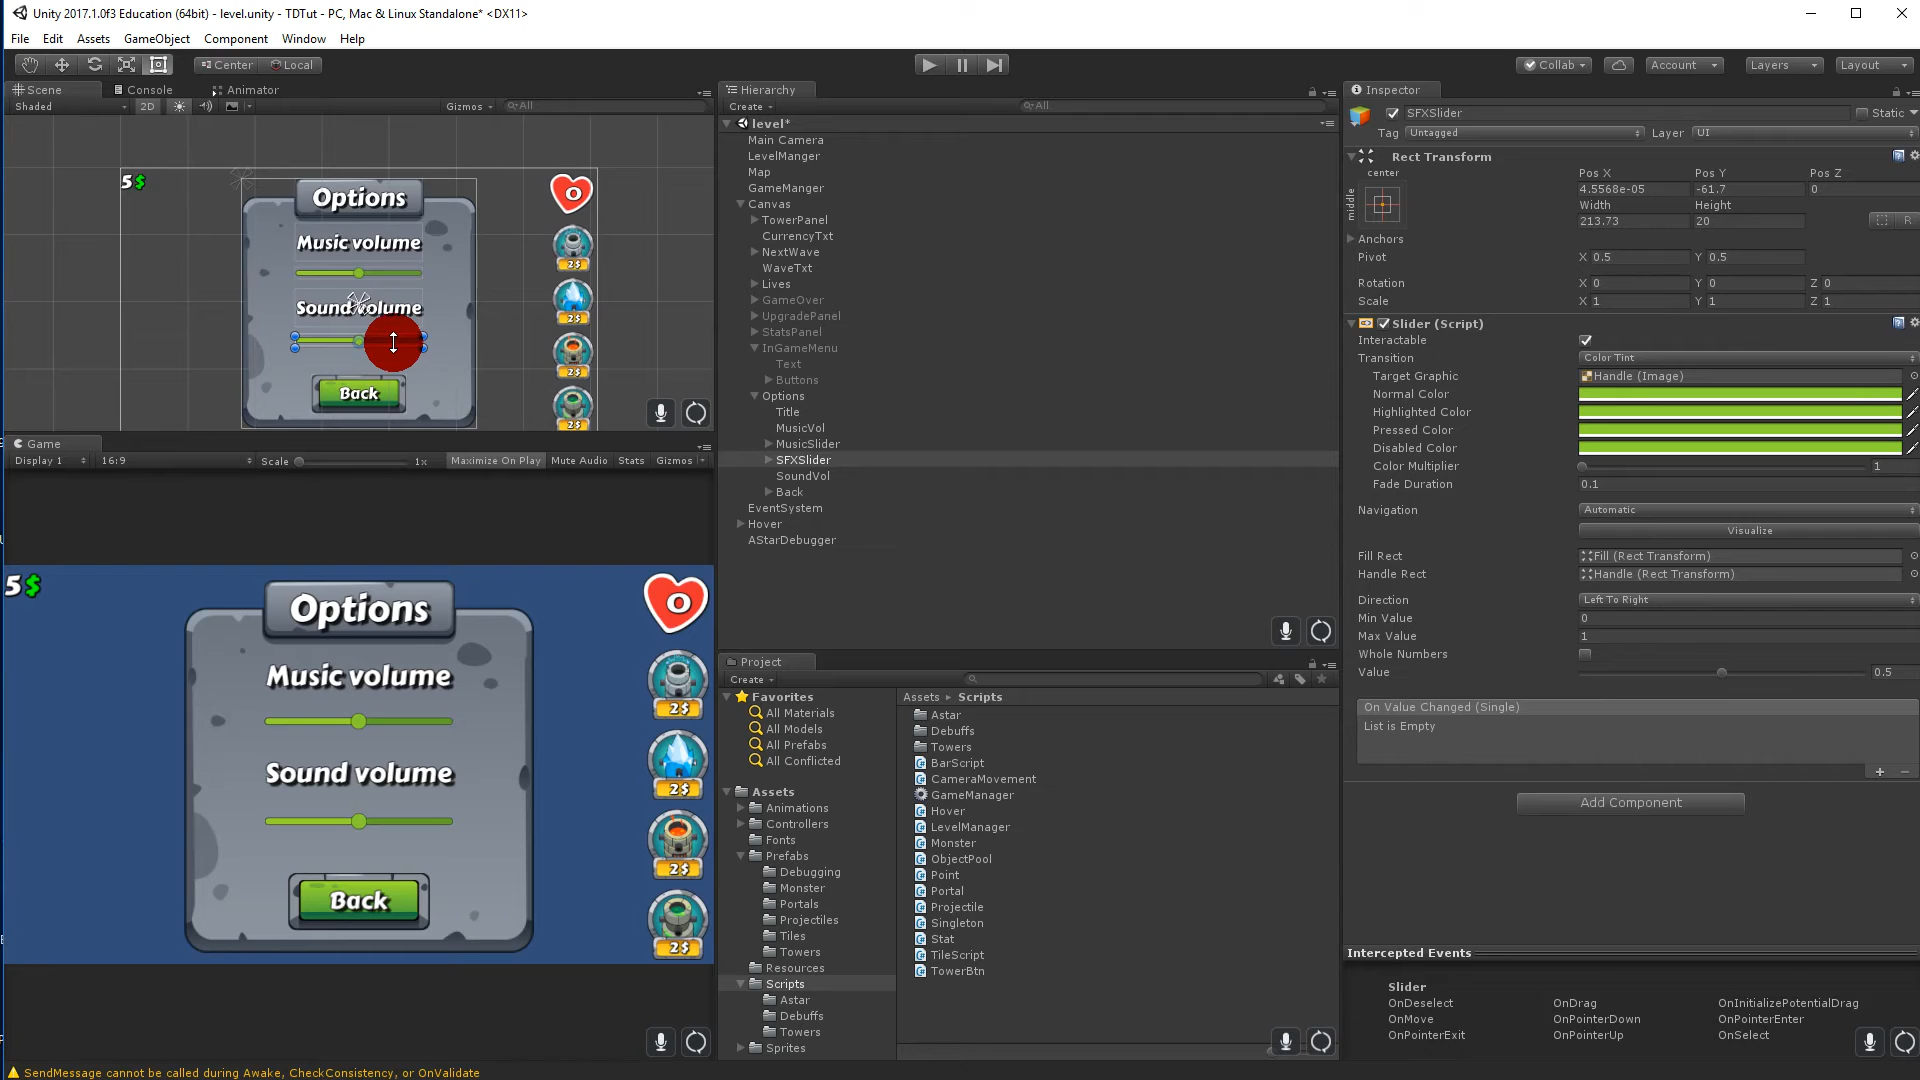 Unity 2017.1.0f3 Education (64bit) - level.unity - TDTut - PC, Mac & Linux Standalone* <DX11>
File Edit Assets GameObject Component Window Help
Center Local Collab Account Layers Layout
Scene Console Animator
Shaded 2D Gizmos All
5$
Options
Music volume
Sound volume
Back
0
2$
2$
2$
2$
Game
Display 1 16:9 Scale 1x Maximize On Play Mute Audio Stats Gizmos
5$
Options
Music volume
Sound volume
Back
0
2$
2$
2$
2$
Hierarchy
Create All
level*
Main Camera
LevelManger
Map
GameManger
Canvas
TowerPanel
CurrencyTxt
NextWave
WaveTxt
Lives
GameOver
UpgradePanel
StatsPanel
InGameMenu
Text
Buttons
Options
Title
MusicVol
MusicSlider
SFXSlider
SoundVol
Back
EventSystem
Hover
AStarDebugger
Project
Create
Favorites
All Materials
All Models
All Prefabs
All Conflicted
Assets
Animations
Controllers
Fonts
Prefabs
Debugging
Monster
Portals
Projectiles
Tiles
Towers
Resources
Scripts
Astar
Debuffs
Towers
Sprites
Assets Scripts
Astar
Debuffs
Towers
BarScript
CameraMovement
GameManager
Hover
LevelManager
Monster
ObjectPool
Point
Portal
Projectile
Singleton
Stat
TileScript
TowerBtn
Inspector
SFXSlider Static
Tag Untagged Layer UI
Rect Transform
center
middle
Pos X Pos Y Pos Z
4.5568e-05 -61.7 0
Width Height
213.73 20 R
Anchors
Pivot X 0.5 Y 0.5
Rotation X 0 Y 0 Z 0
Scale X 1 Y 1 Z 1
Slider (Script)
Interactable
Transition Color Tint
Target Graphic Handle (Image)
Normal Color
Highlighted Color
Pressed Color
Disabled Color
Color Multiplier 1
Fade Duration 0.1
Navigation Automatic
Visualize
Fill Rect Fill (Rect Transform)
Handle Rect Handle (Rect Transform)
Direction Left To Right
Min Value 0
Max Value 1
Whole Numbers
Value 0.5
On Value Changed (Single)
List is Empty
Add Component
Intercepted Events
Slider
OnDeselect OnDrag OnInitializePotentialDrag
OnMove OnPointerDown OnPointerEnter
OnPointerExit OnPointerUp OnSelect
SendMessage cannot be called during Awake, CheckConsistency, or OnValidate